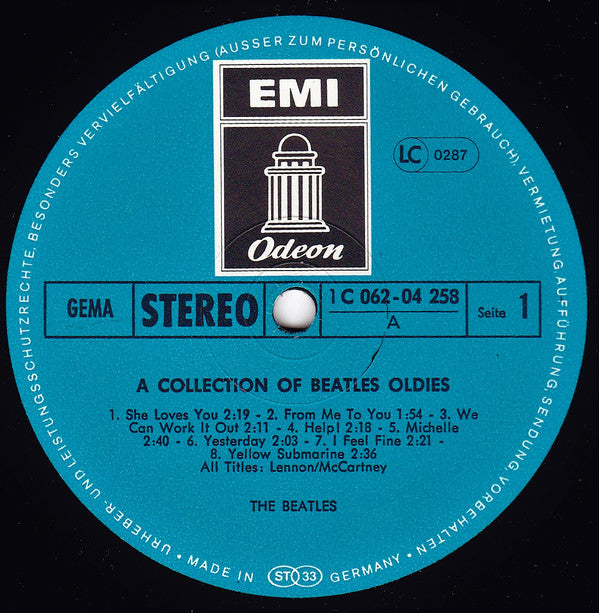 URHEBER- UND LEISTUNGSSCHUTZRECHTE, BESONDERS VERVIELFÄLTIGUNG (AUSSER ZUM PERSÖNLICHEN GEBRAUCH), VERMIETUNG, AUFFÜHRUNG, SENDUNG, VORBEHALTEN •
EMI
Odeon
LC 0287
GEMA
STEREO
1 C 062-04 258
A
Seite 1
A COLLECTION OF BEATLES OLDIES
1. She Loves You 2:19 - 2. From Me To You 1:54 - 3. We
Can Work It Out 2:11 - 4. Help! 2:18 - 5. Michelle
2:40 - 6. Yesterday 2:03 - 7. I Feel Fine 2:21 -
8. Yellow Submarine 2:36
All Titles: Lennon/McCartney
THE BEATLES
• MADE IN ST 33 GERMANY •